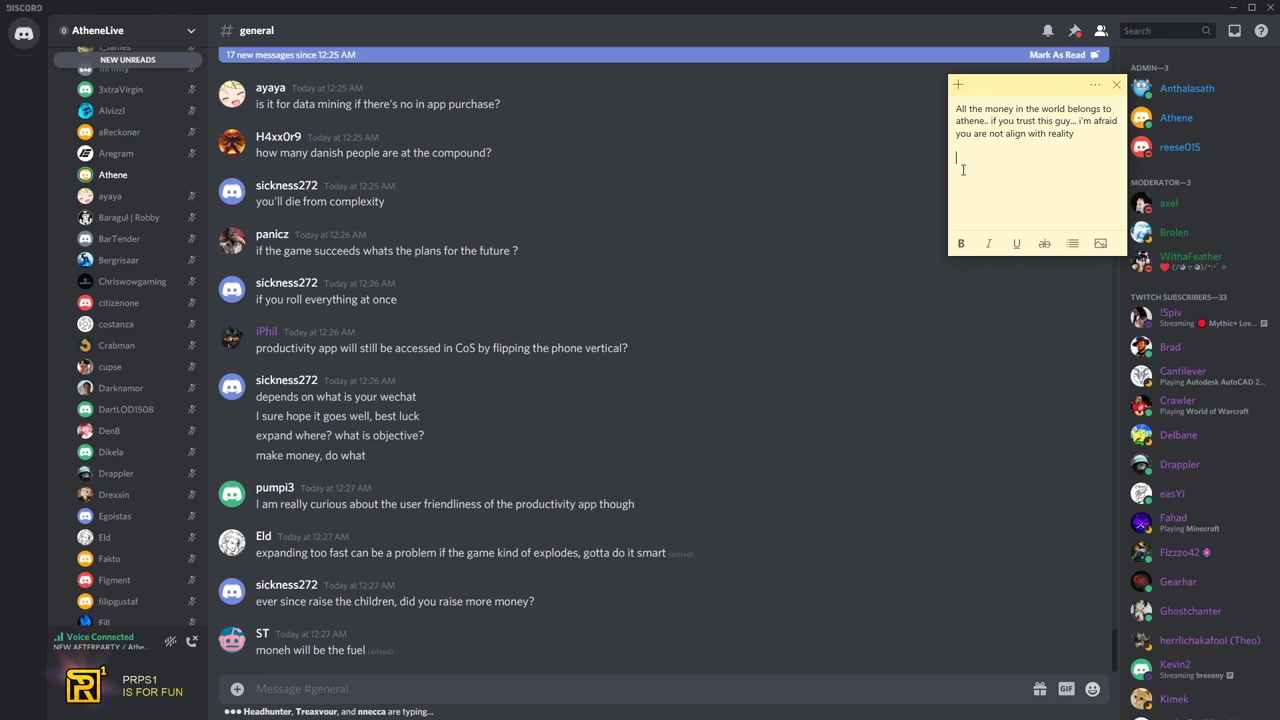 DISCORD
AtheneLive
NEW UNREADS
Infinity
3xtraVirgin
Alvizzl
aReckoner
Aregram
Athene
ayaya
Baragul | Robby
BarTender
Bergrisaar
Chriswowgaming
citizenone
costanza
Crabman
cupse
Darknamor
DartLOD1508
DenB
Dikela
Drappler
Drexxin
Egoistas
Eld
Fakto
Figment
filipgustaf
Fill
Voice Connected
NEW AFTERPARTY / Athe...
R1
PRPS1
IS FOR FUN
# general
Search
17 new messages since 12:25 AM
Mark As Read
ayaya Today at 12:25 AM
is it for data mining if there's no in app purchase?
H4xx0r9 Today at 12:25 AM
how many danish people are at the compound?
sickness272 Today at 12:25 AM
you'll die from complexity
panicz Today at 12:26 AM
if the game succeeds whats the plans for the future ?
sickness272 Today at 12:26 AM
if you roll everything at once
iPhil Today at 12:26 AM
productivity app will still be accessed in CoS by flipping the phone vertical?
sickness272 Today at 12:26 AM
depends on what is your wechat
I sure hope it goes well, best luck
expand where? what is objective?
make money, do what
pumpi3 Today at 12:27 AM
I am really curious about the user friendliness of the productivity app though
Eld Today at 12:27 AM
expanding too fast can be a problem if the game kind of explodes, gotta do it smart (edited)
sickness272 Today at 12:27 AM
ever since raise the children, did you raise more money?
ST Today at 12:27 AM
moneh will be the fuel (edited)
Message #general
GIF
Headhunter, Treaxvour, and nnecca are typing...
All the money in the world belongs to
athene.. if you trust this guy... i'm afraid
you are not align with reality
B I U ab
ADMIN—3
Anthalasath
Athene
reese015
MODERATOR—3
axel
Brolen
WithaFeather
TWITCH SUBSCRIBERS—33
!Spiv
Streaming Mythic+ Lov...
Brad
Cantilever
Playing Autodesk AutoCAD 2...
Crawler
Playing World of Warcraft
Delbane
Drappler
easYi
Fahad
Playing Minecraft
Fizzzo42
Gearhar
Ghostchanter
herrlichakafool (Theo)
Kevin2
Streaming breeeny
Kimek